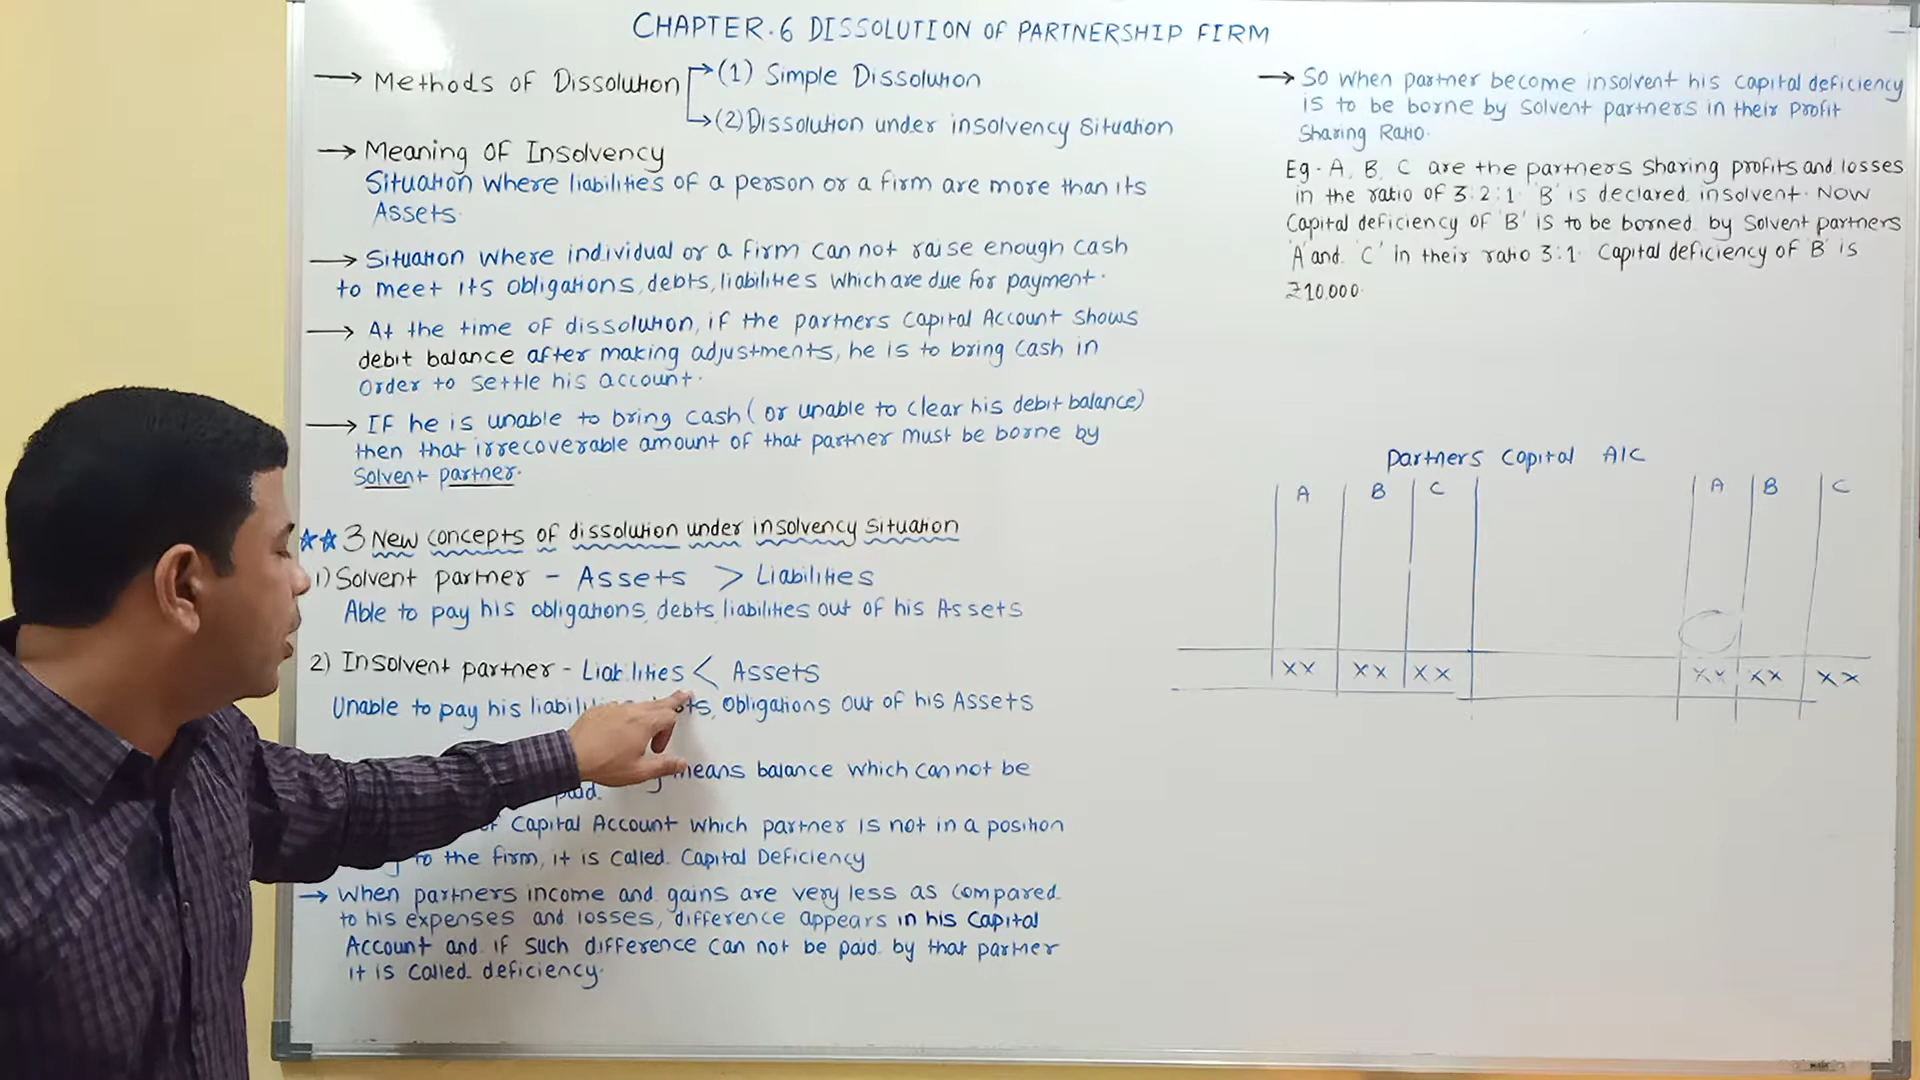 CHAPTER.6 DISSOLUTION OF PARTNERSHIP FIRM
→ Methods of Dissolution → (1) Simple Dissolution
→ (2) Dissolution under insolvency Situation
→ Meaning of Insolvency
Situation where liabilities of a person or a firm are more than its
Assets.
→ Situation where individual or a firm can not raise enough cash
to meet its obligations, debts, liabilities which are due for payment.
→ At the time of dissolution, if the partners Capital Account shows
debit balance after making adjustments, he is to bring cash in
order to settle his account.
→ If he is unable to bring cash (or unable to clear his debit balance)
then that irrecoverable amount of that partner must be borne by
Solvent partner.
★★ 3 New concepts of dissolution under insolvency situation
1) Solvent partner - Assets > Liabilities
Able to pay his obligations, debts, liabilities out of his Assets
2) Insolvent partner - Liabilities < Assets
Unable to pay his obligations out of his Assets
means balance which can not be
paid.
Capital Account which partner is not in a position
to the firm, it is called Capital Deficiency
→ When partners income and gains are very less as compared
to his expenses and losses, difference appears in his Capital
Account and if such difference can not be paid by that partner
it is called deficiency.
→ So when partner become insolvent his capital deficiency
is to be borne by solvent partners in their profit
Sharing Ratio.
Eg. A, B, C are the partners Sharing profits and losses
in the ratio of 3:2:1. 'B' is declared insolvent. Now
Capital deficiency of 'B' is to be borned by Solvent partners
'A' and 'C' in their ratio 3:1. Capital deficiency of B' is
₹10,000.
Partners Capital A/C
A B C A B C
XX XX XX XX XX XX